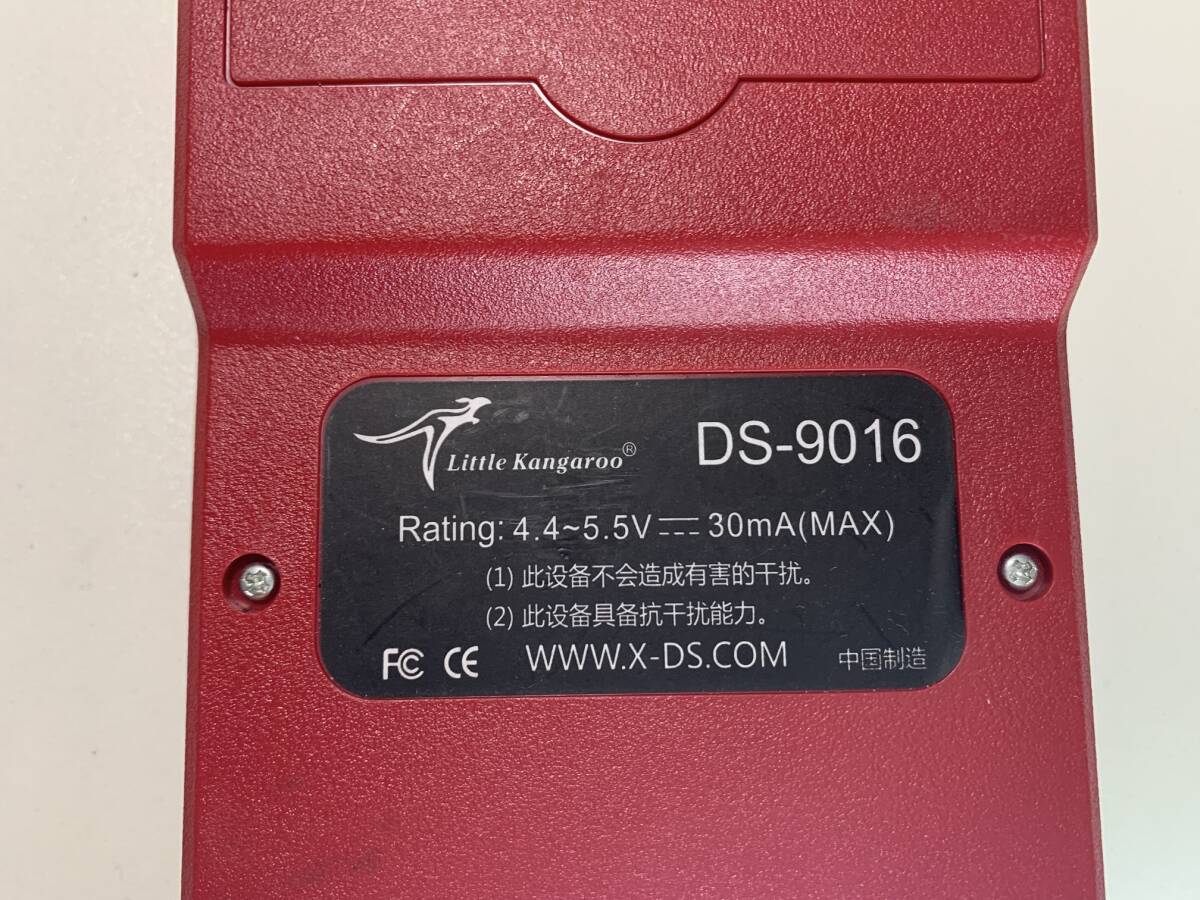 Little Kangaroo®
DS-9016
Rating: 4.4~5.5V ⎓ 30mA(MAX)
(1) 此设备不会造成有害的干扰。
(2) 此设备具备抗干扰能力。
FC CE WWW.X-DS.COM 中国制造